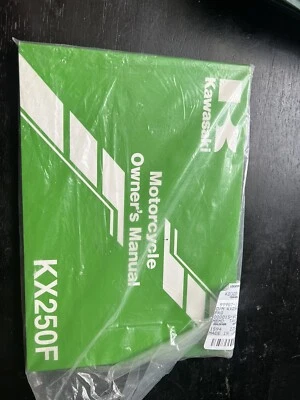 Kawasaki
Motorcycle
Owner's Manual
KX250F